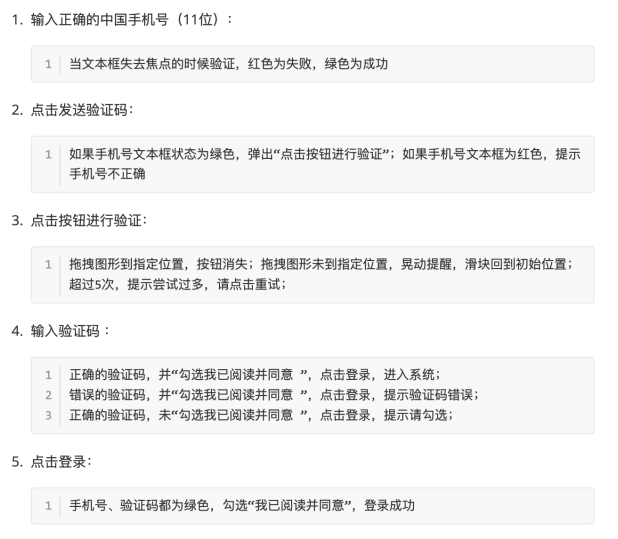 1. 输入正确的中国手机号（11位）：
1 当文本框失去焦点的时候验证，红色为失败，绿色为成功
2. 点击发送验证码：
1 如果手机号文本框状态为绿色，弹出“点击按钮进行验证”；如果手机号文本框为红色，提示
手机号不正确
3. 点击按钮进行验证：
1 拖拽图形到指定位置，按钮消失；拖拽图形未到指定位置，晃动提醒，滑块回到初始位置；
超过5次，提示尝试过多，请点击重试；
4. 输入验证码：
1 正确的验证码，并“勾选我已阅读并同意 ”，点击登录，进入系统；
2 错误的验证码，并“勾选我已阅读并同意 ”，点击登录，提示验证码错误；
3 正确的验证码，未“勾选我已阅读并同意 ”，点击登录，提示请勾选；
5. 点击登录：
1 手机号、验证码都为绿色，勾选“我已阅读并同意”，登录成功